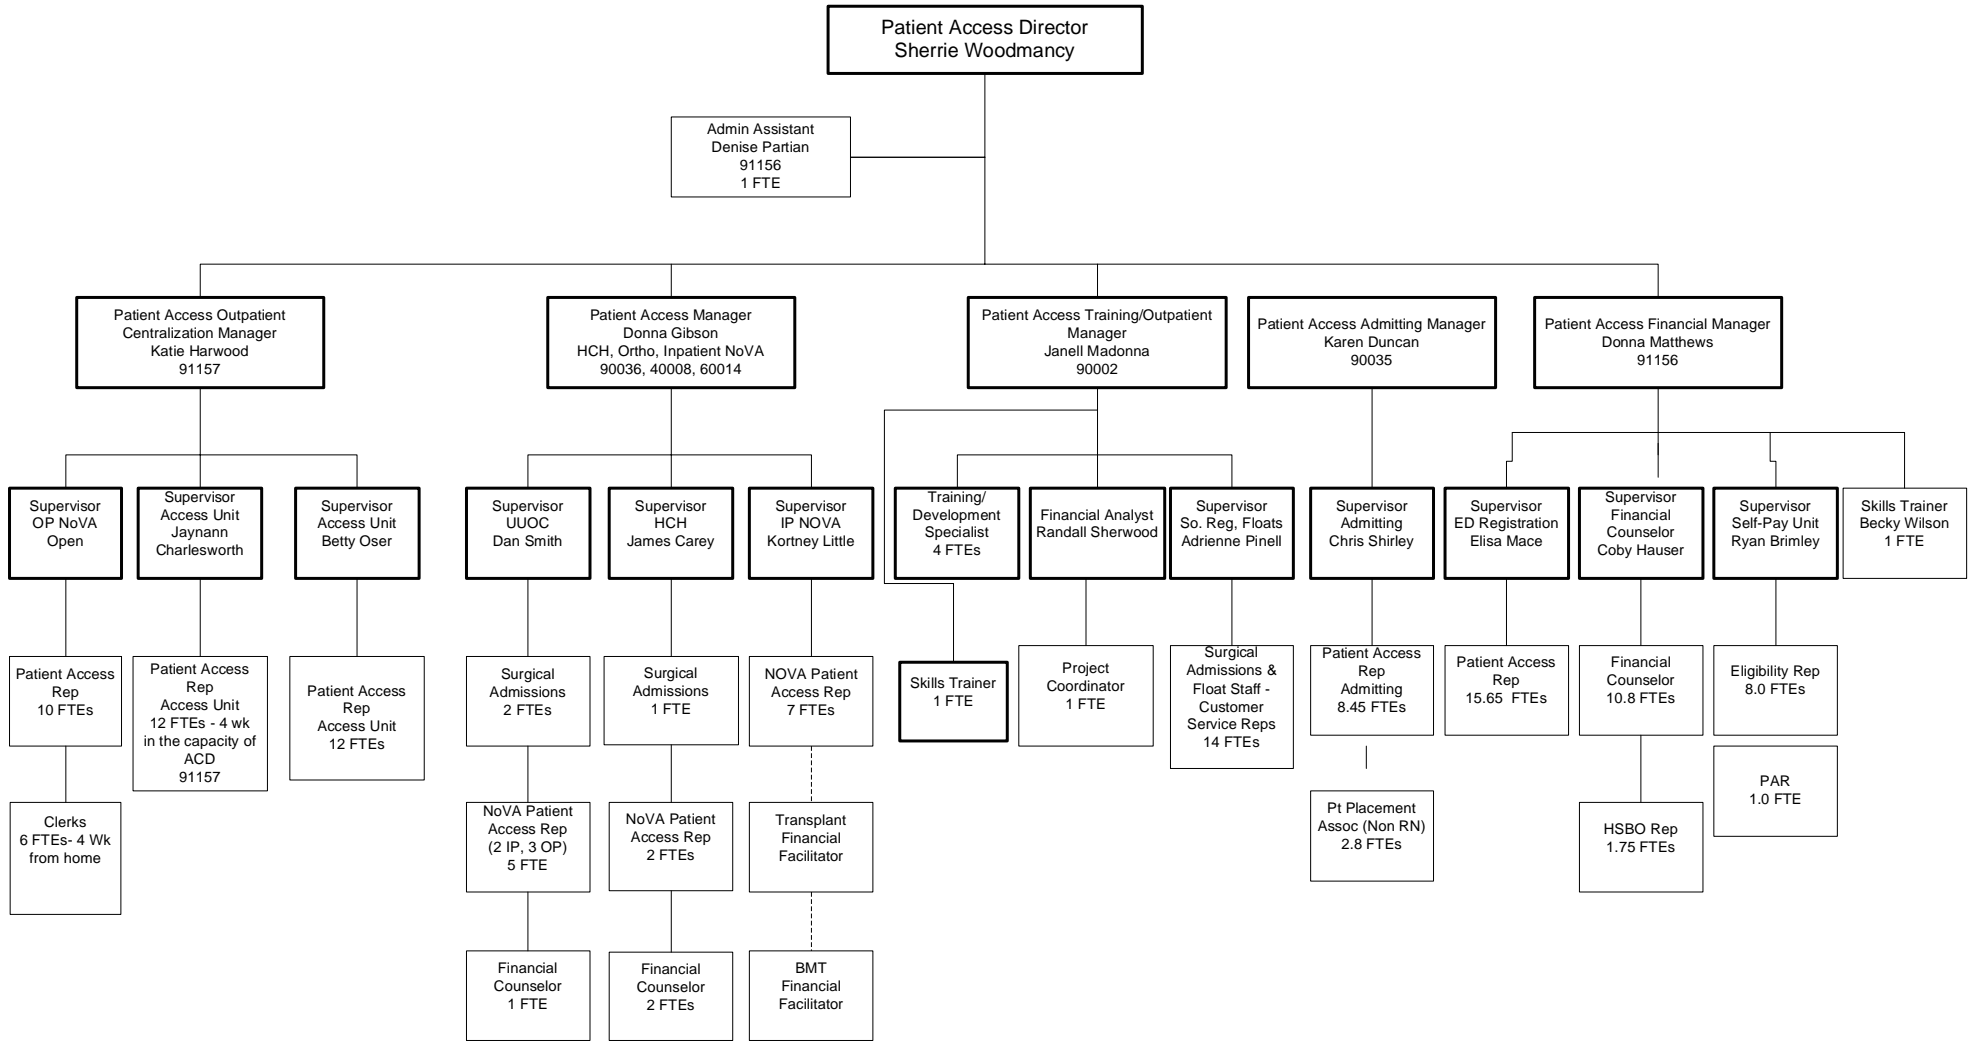 Patient Access Director
Sherrie Woodmancy
Admin Assistant
Denise Partian
91156
1 FTE
Patient Access Outpatient
Centralization Manager
Katie Harwood
91157
Patient Access Manager
Donna Gibson
HCH, Ortho, Inpatient NoVA
90036, 40008, 60014
Patient Access Training/Outpatient
Manager
Janell Madonna
90002
Patient Access Admitting Manager
Karen Duncan
90035
Patient Access Financial Manager
Donna Matthews
91156
Supervisor
OP NoVA
Open
Supervisor
Access Unit
Jaynann
Charlesworth
Supervisor
Access Unit
Betty Oser
Supervisor
UUOC
Dan Smith
Supervisor
HCH
James Carey
Supervisor
IP NOVA
Kortney Little
Training/
Development
Specialist
4 FTEs
Financial Analyst
Randall Sherwood
Supervisor
So. Reg, Floats
Adrienne Pinell
Supervisor
Admitting
Chris Shirley
Supervisor
ED Registration
Elisa Mace
Supervisor
Financial
Counselor
Coby Hauser
Supervisor
Self-Pay Unit
Ryan Brimley
Skills Trainer
Becky Wilson
1 FTE
Patient Access
Rep
10 FTEs
Patient Access
Rep
Access Unit
12 FTEs - 4 wk
in the capacity of
ACD
91157
Patient Access
Rep
Access Unit
12 FTEs
Surgical
Admissions
2 FTEs
Surgical
Admissions
1 FTE
NOVA Patient
Access Rep
7 FTEs
Skills Trainer
1 FTE
Project
Coordinator
1 FTE
Surgical
Admissions &
Float Staff -
Customer
Service Reps
14 FTEs
Patient Access
Rep
Admitting
8.45 FTEs
Patient Access
Rep
15.65 FTEs
Financial
Counselor
10.8 FTEs
Eligibility Rep
8.0 FTEs
Clerks
6 FTEs- 4 Wk
from home
NoVA Patient
Access Rep
(2 IP, 3 OP)
5 FTE
NoVA Patient
Access Rep
2 FTEs
Transplant
Financial
Facilitator
Pt Placement
Assoc (Non RN)
2.8 FTEs
HSBO Rep
1.75 FTEs
PAR
1.0 FTE
Financial
Counselor
1 FTE
Financial
Counselor
2 FTEs
BMT
Financial
Facilitator